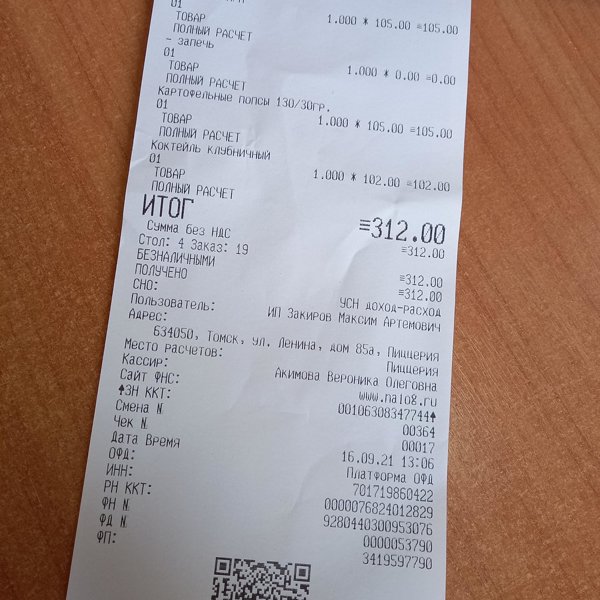 01
ТОВАР 1.000 * 105.00 =105.00
ПОЛНЫЙ РАСЧЕТ
- запечь
01
ТОВАР 1.000 * 0.00 =0.00
ПОЛНЫЙ РАСЧЕТ
Картофельные попсы 130/30гр.
01
ТОВАР 1.000 * 105.00 =105.00
ПОЛНЫЙ РАСЧЕТ
Коктейль клубничный
01
ТОВАР 1.000 * 102.00 =102.00
ПОЛНЫЙ РАСЧЕТ
ИТОГ =312.00
Сумма без НДС =312.00
Стол: 4 Заказ: 19
БЕЗНАЛИЧНЫМИ =312.00
ПОЛУЧЕНО =312.00
СНО: УСН доход-расход
Пользователь: ИП Закиров Максим Артемович
Адрес:
634050, Томск, ул. Ленина, дом 85а, Пиццерия
Место расчетов: Пиццерия
Кассир: Акимова Вероника Олеговна
Сайт ФНС: www.nalog.ru
↑ЗН ККТ: 00106308347744↑
Смена № 00364
Чек № 00017
Дата Время 16.09.21 13:06
ОФД: Платформа ОФД
ИНН: 701719860422
РН ККТ: 0000076824012829
ФН № 9280440300953076
ФД № 0000053790
ФП: 3419597790